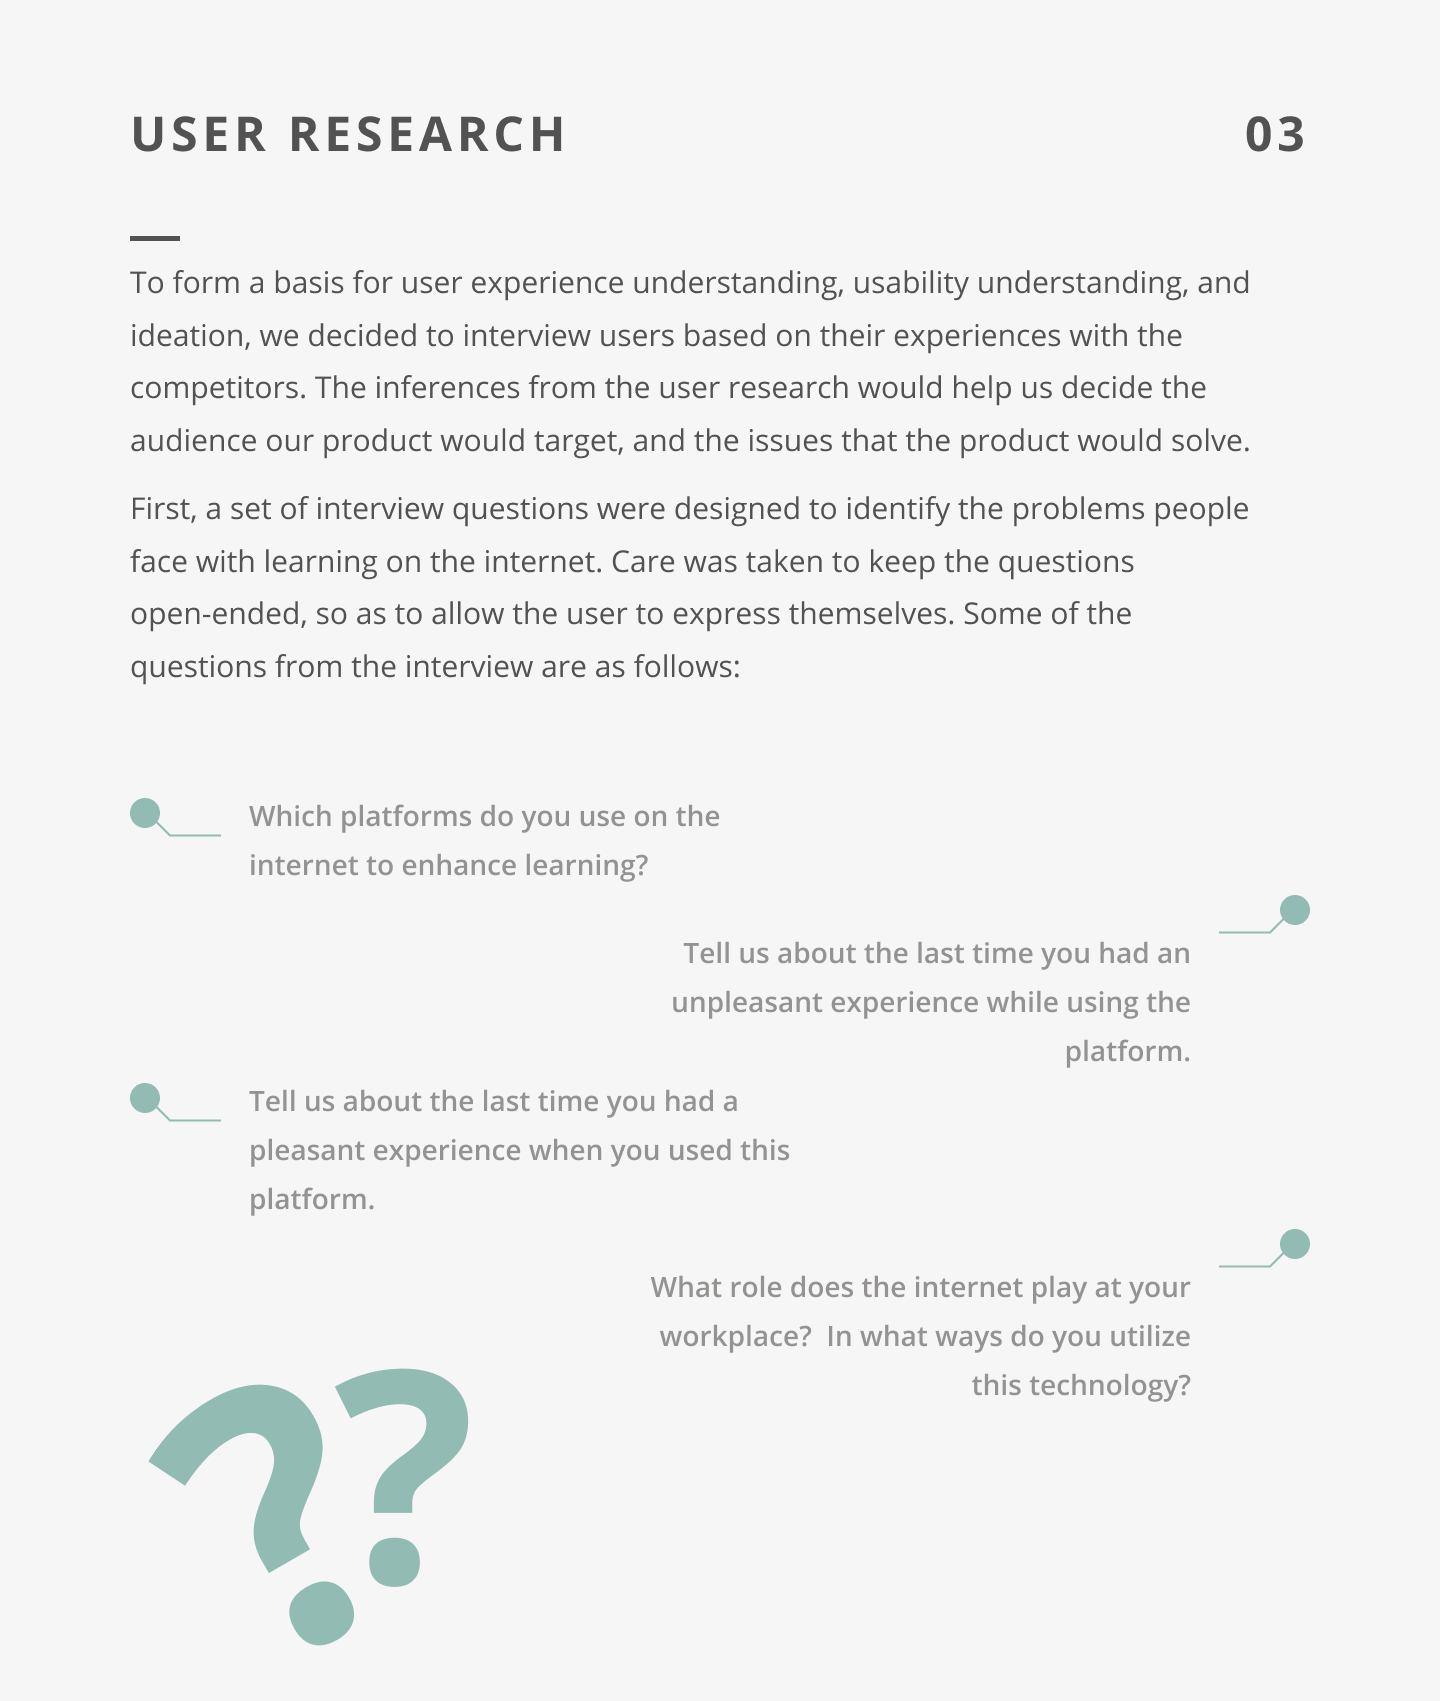 USER RESEARCH
03
To form a basis for user experience understanding, usability understanding, and
ideation, we decided to interview users based on their experiences with the
competitors. The inferences from the user research would help us decide the
audience our product would target, and the issues that the product would solve.
First, a set of interview questions were designed to identify the problems people
face with learning on the internet. Care was taken to keep the questions
open-ended, so as to allow the user to express themselves. Some of the
questions from the interview are as follows:
Which platforms do you use on the
internet to enhance learning?
Tell us about the last time you had an
unpleasant experience while using the
platform.
Tell us about the last time you had a
pleasant experience when you used this
platform.
What role does the internet play at your
workplace?  In what ways do you utilize
this technology?
??